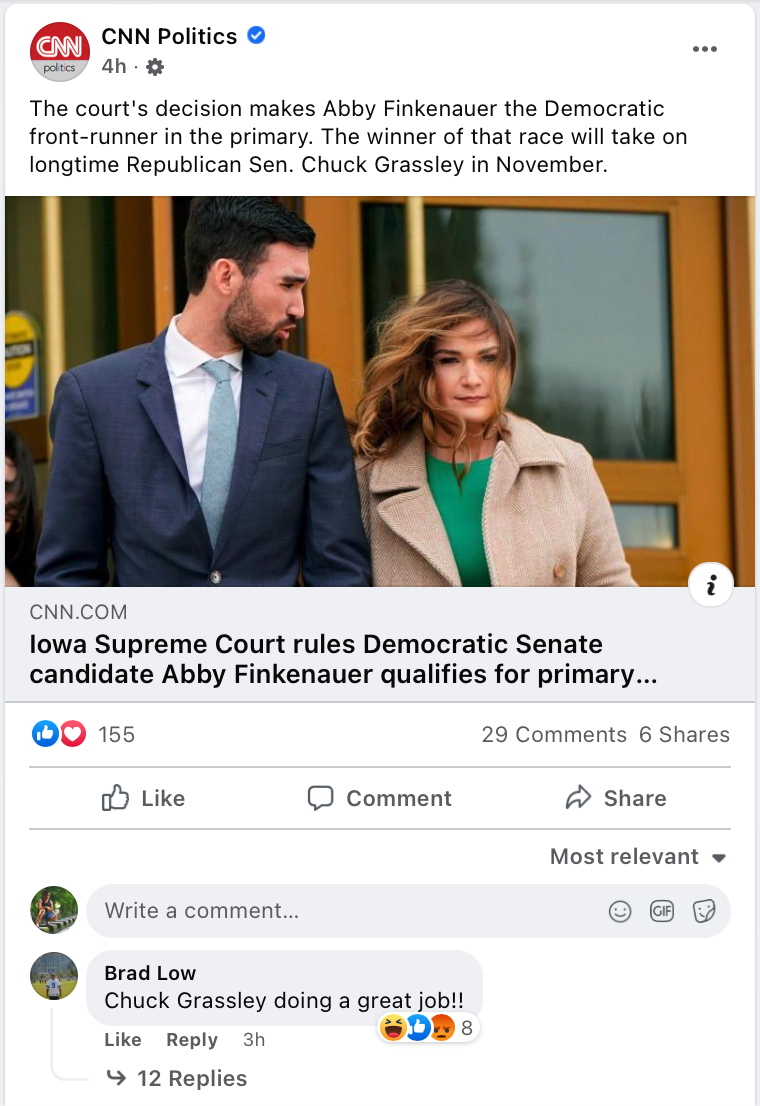 CNN
politics
CNN Politics
4h ·
The court's decision makes Abby Finkenauer the Democratic
front-runner in the primary. The winner of that race will take on
longtime Republican Sen. Chuck Grassley in November.
i
CNN.COM
Iowa Supreme Court rules Democratic Senate
candidate Abby Finkenauer qualifies for primary...
155 29 Comments 6 Shares
Like Comment Share
Most relevant
Write a comment... GIF
Brad Low
Chuck Grassley doing a great job!!
Like Reply 3h 8
12 Replies